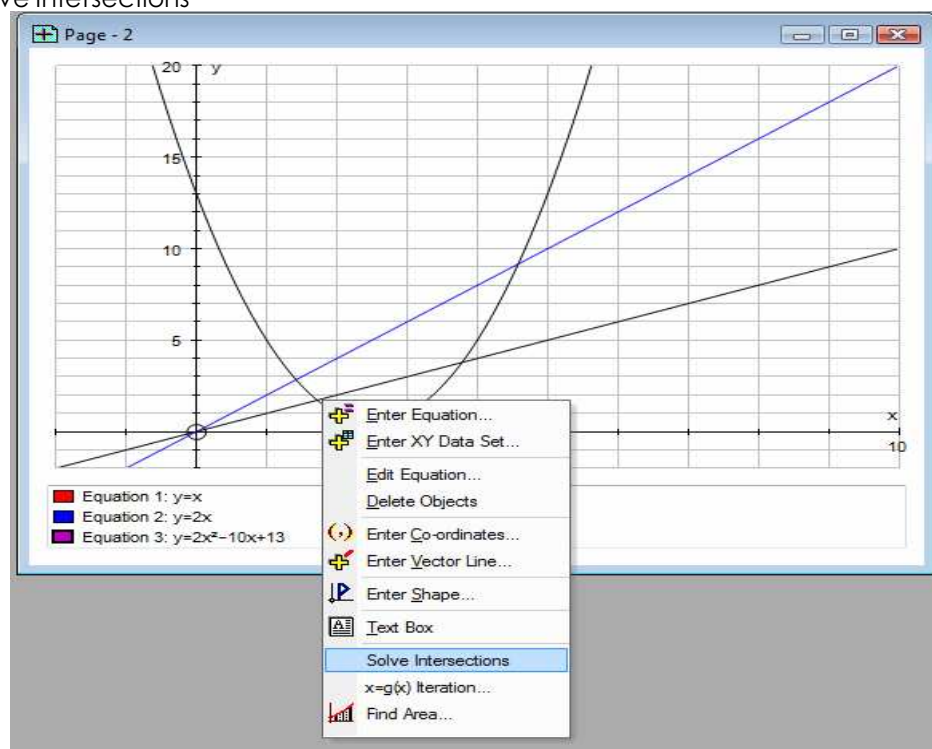 ve Intersections
Page - 2
20
y
15
10
5
x
10
Equation 1: y=x
Equation 2: y=2x
Equation 3: y=2x²−10x+13
Enter Equation...
Enter XY Data Set...
Edit Equation...
Delete Objects
Enter Co-ordinates...
Enter Vector Line...
Enter Shape...
Text Box
Solve Intersections
x=g(x) Iteration...
Find Area...